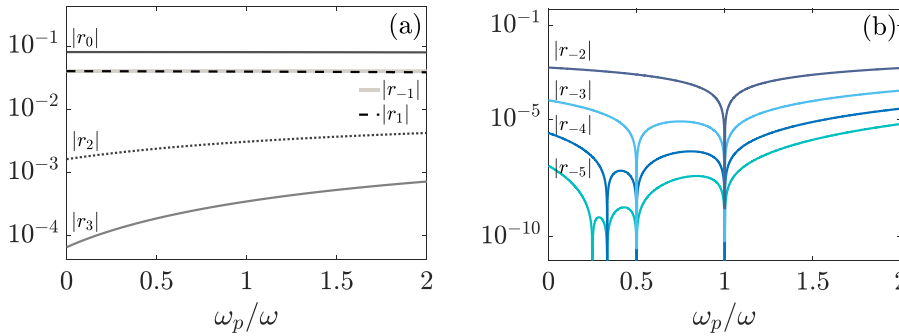 (a)
10^{-1}
10^{-2}
10^{-3}
10^{-4}
|r_0|
|r_{-1}|
|r_1|
|r_2|
|r_3|
0 0.5 1 1.5 2
ω_p/ω
(b)
10^{-1}
10^{-5}
10^{-10}
|r_{-2}|
|r_{-3}|
|r_{-4}|
|r_{-5}|
0 0.5 1 1.5 2
ω_p/ω